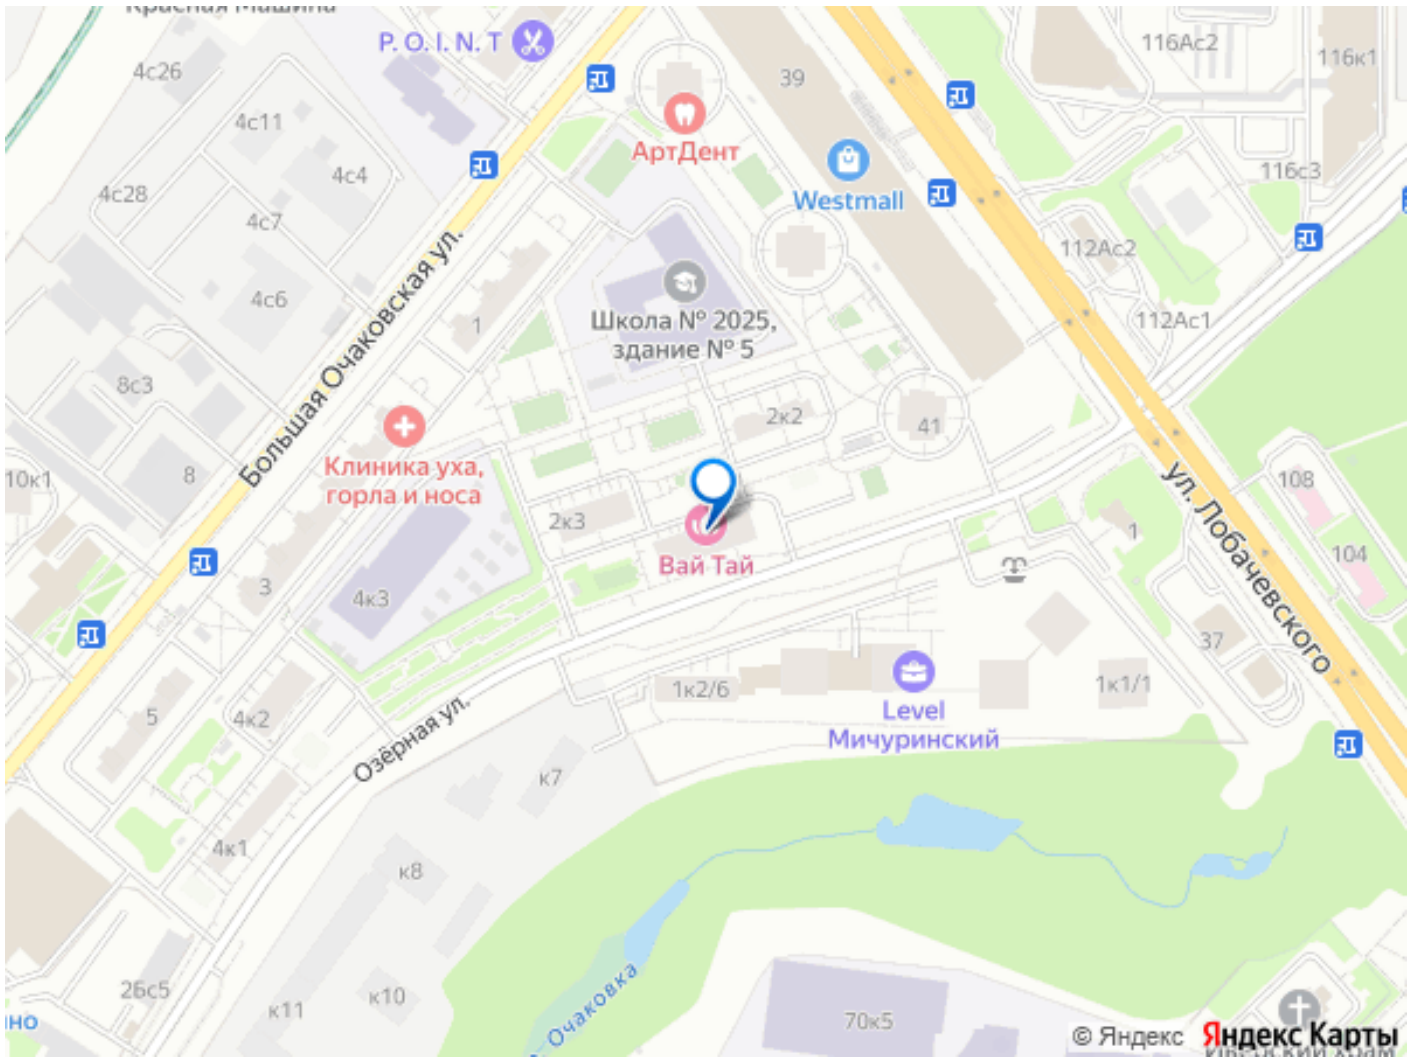 Красная Машина
P. O. I. N. T
4с26
39
116Ас2
116к1
4с11
АртДент
4с4
4с28
Westmall
116с3
4с7
112Ас2
4с6
Школа № 2025,
здание № 5
1
112Ас1
Большая Очаковская ул.
8с3
2к2
41
Клиника уха,
горла и носа
10к1
8
108
2к3
1
ул. Лобачевского
104
Вай Тай
3
4к3
37
1к2/6
1к1/1
5
4к2
Level
Мичуринский
Озёрная ул.
к7
4к1
к8
Очаковка
26с5
к10
к11
но
70к5
© Яндекс Яндекс Карты